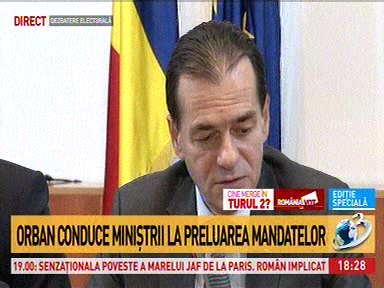 DIRECT
DEZBATERE ELECTORALĂ
CINE MERGE ÎN
TURUL 2?
ROMÂNIA
EDIȚIE
SPECIALĂ
ORBAN CONDUCE MINIȘTRII LA PRELUAREA MANDATELOR
19.00: SENZAȚIONALA POVESTE A MARELUI JAF DE LA PARIS. ROMÂN IMPLICAT
18:28